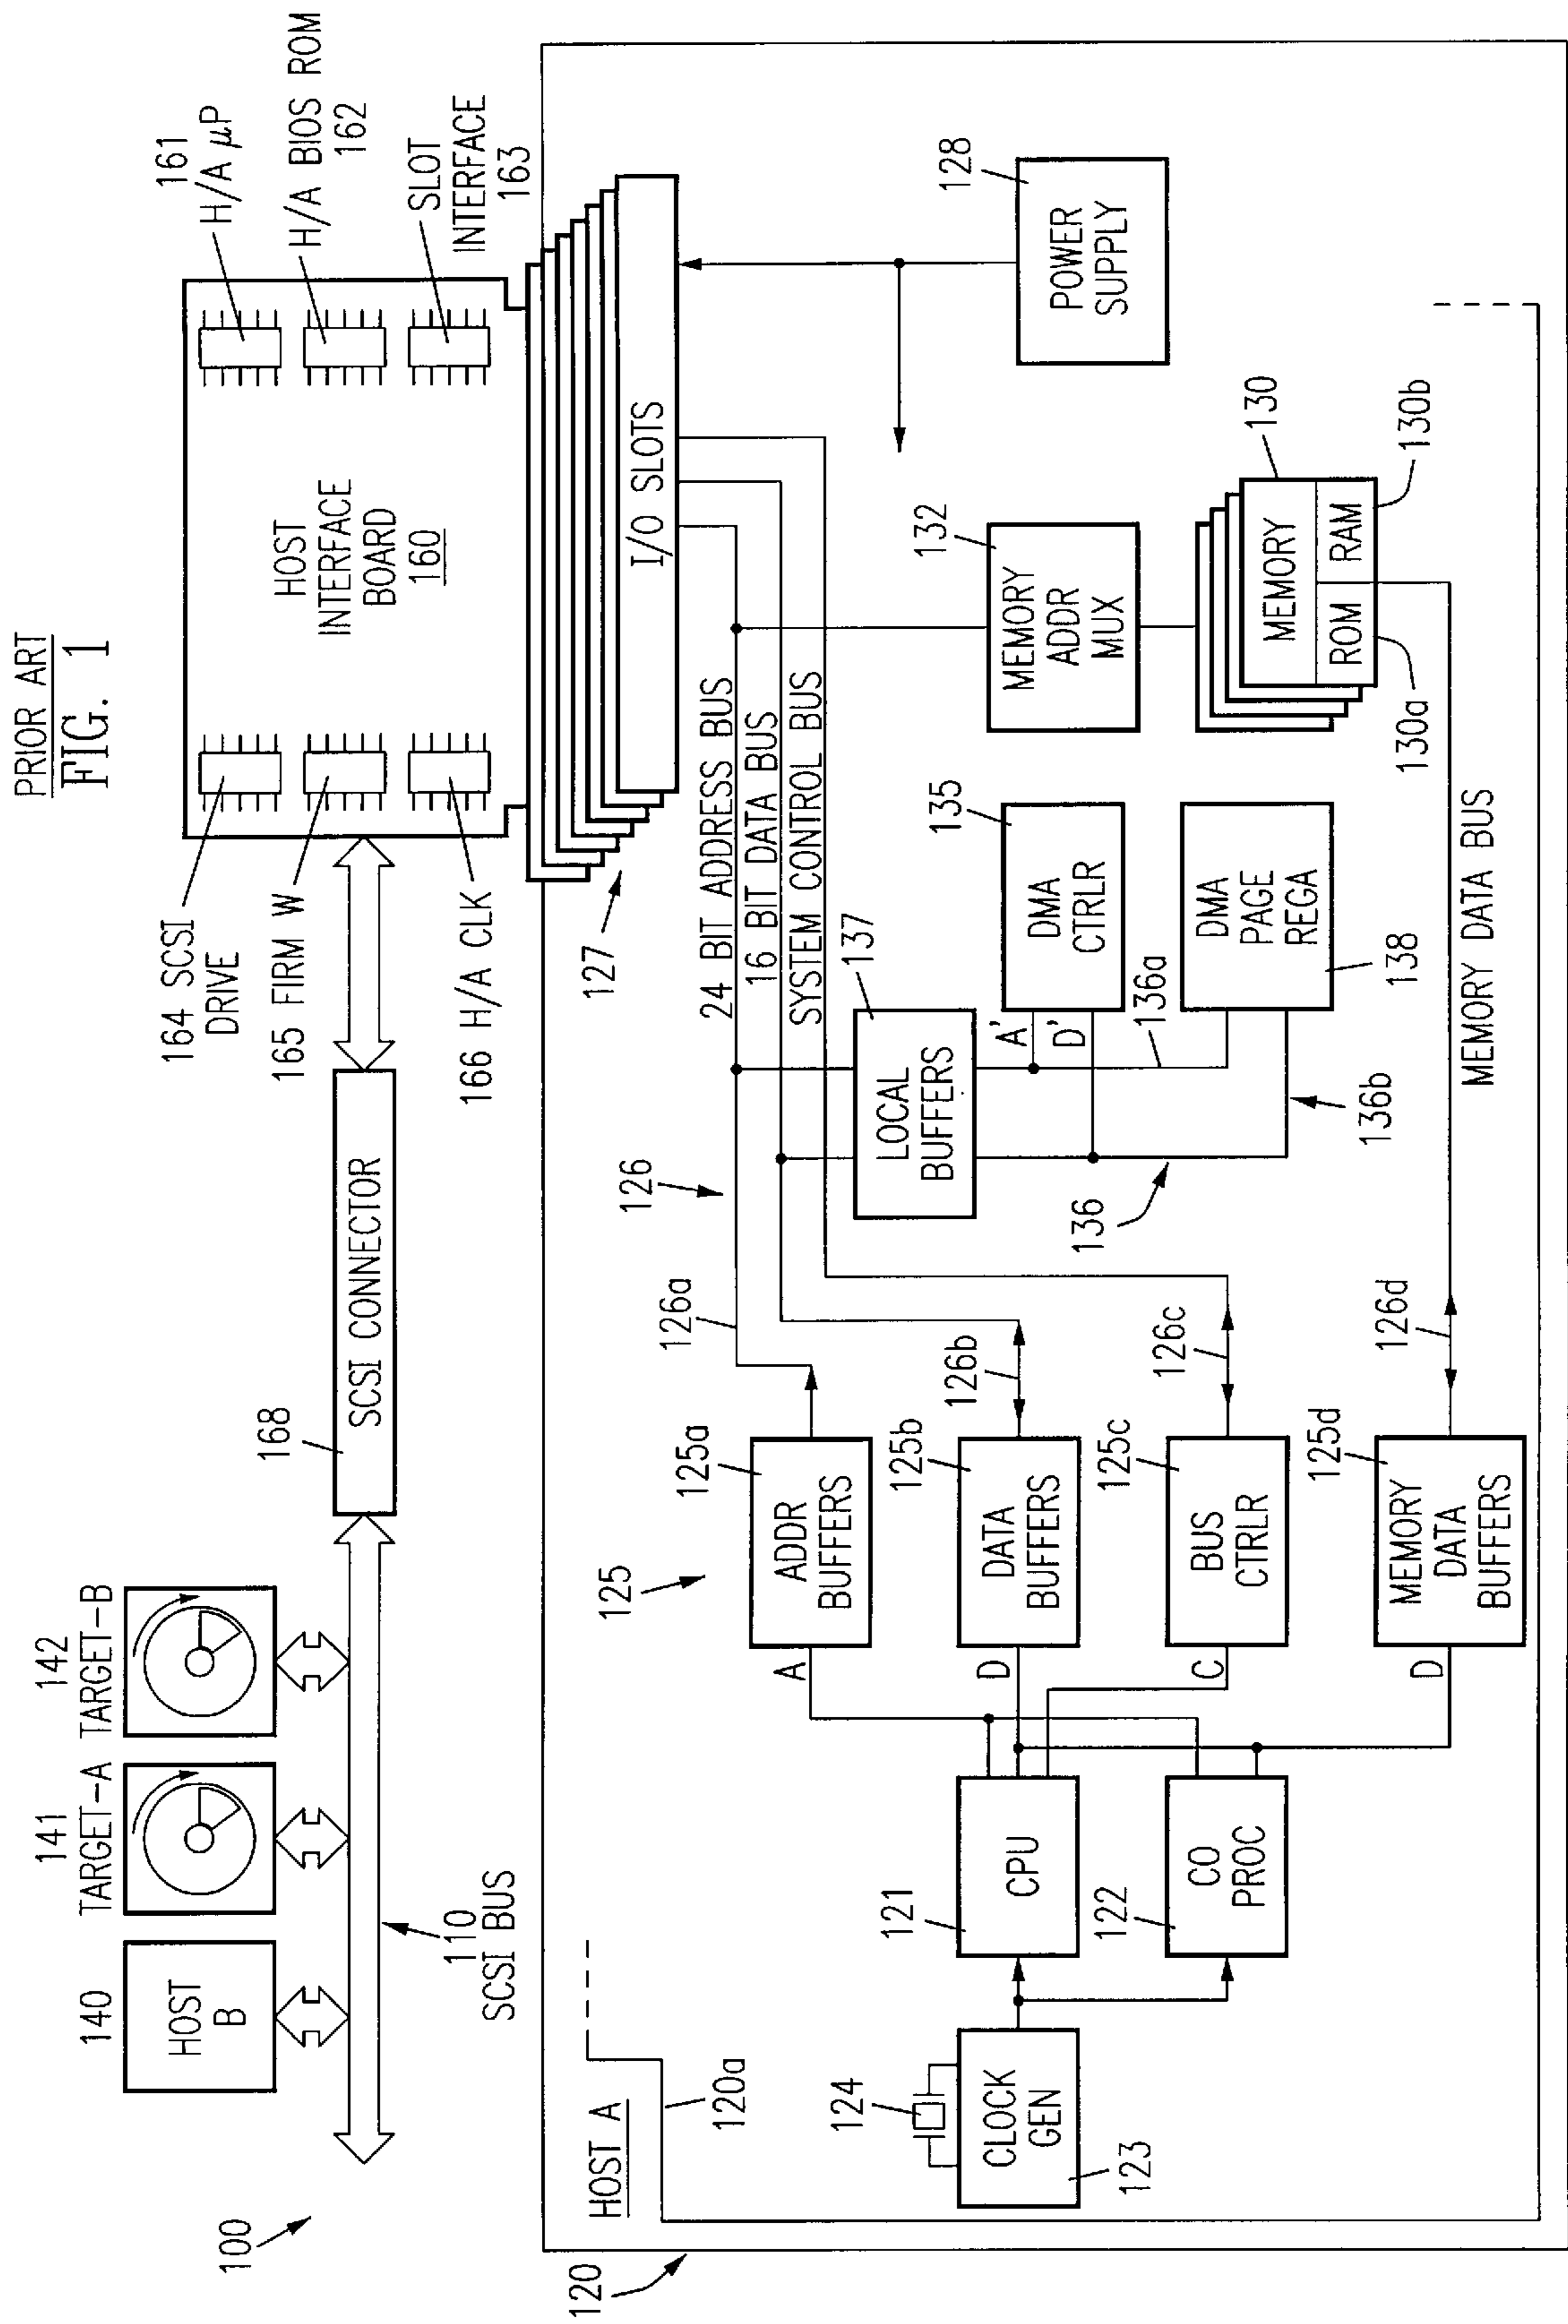 PRIOR ART
FIG. 1
100
140
HOST
B
141
TARGET-A
142
TARGET-B
110
SCSI BUS
168
SCSI CONNECTOR
164 SCSI
DRIVE
165 FIRM W
166 H/A CLK
HOST
INTERFACE
BOARD
160
161
H/A µP
H/A BIOS ROM
162
SLOT
INTERFACE
163
I/O SLOTS
127
120
HOST A
120a
124
CLOCK
GEN
123
121
CPU
122
CO
PROC
125
A
125a
ADDR
BUFFERS
D
125b
DATA
BUFFERS
C
125c
BUS
CTRLR
D
125d
MEMORY
DATA
BUFFERS
126
126a
126b
126c
126d
24 BIT ADDRESS BUS
16 BIT DATA BUS
SYSTEM CONTROL BUS
137
LOCAL
BUFFERS
136
A'
D'
136a
136b
135
DMA
CTRLR
DMA
PAGE
REGA
138
MEMORY DATA BUS
132
MEMORY
ADDR
MUX
130
MEMORY
ROM
RAM
130a
130b
128
POWER
SUPPLY